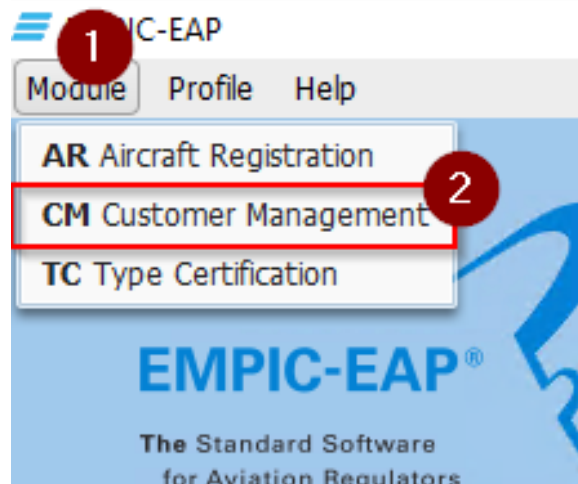 EMPIC-EAP
1
Module Profile Help
AR Aircraft Registration
2
CM Customer Management
TC Type Certification
EMPIC-EAP®
The Standard Software
for Aviation Regulators